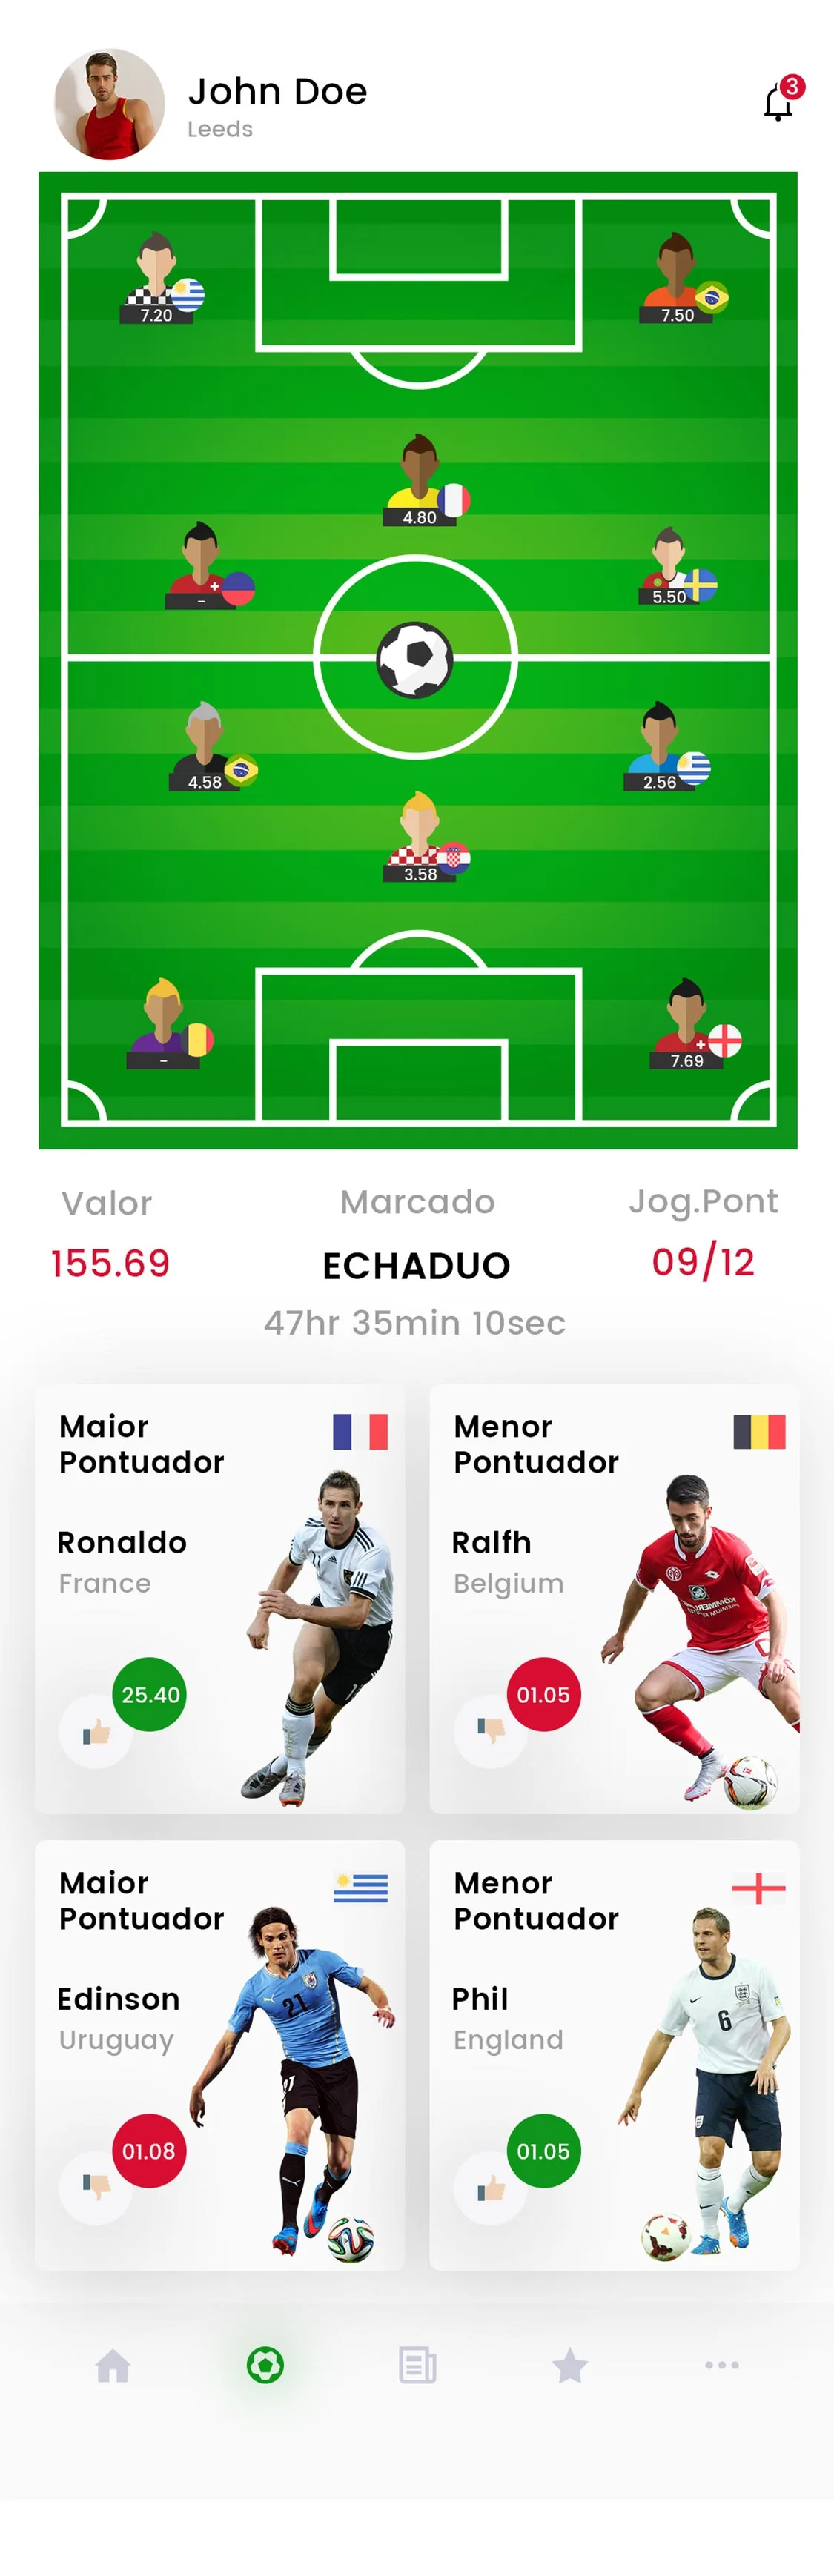 John Doe
Leeds
3
7.20
7.50
4.80
-
5.50
4.58
2.56
3.58
-
7.69
Valor
Marcado
Jog.Pont
155.69
ECHADUO
09/12
47hr 35min 10sec
Maior
Pontuador
Ronaldo
France
25.40
Menor
Pontuador
Ralfh
Belgium
01.05
Maior
Pontuador
Edinson
Uruguay
21
01.08
Menor
Pontuador
Phil
England
6
01.05